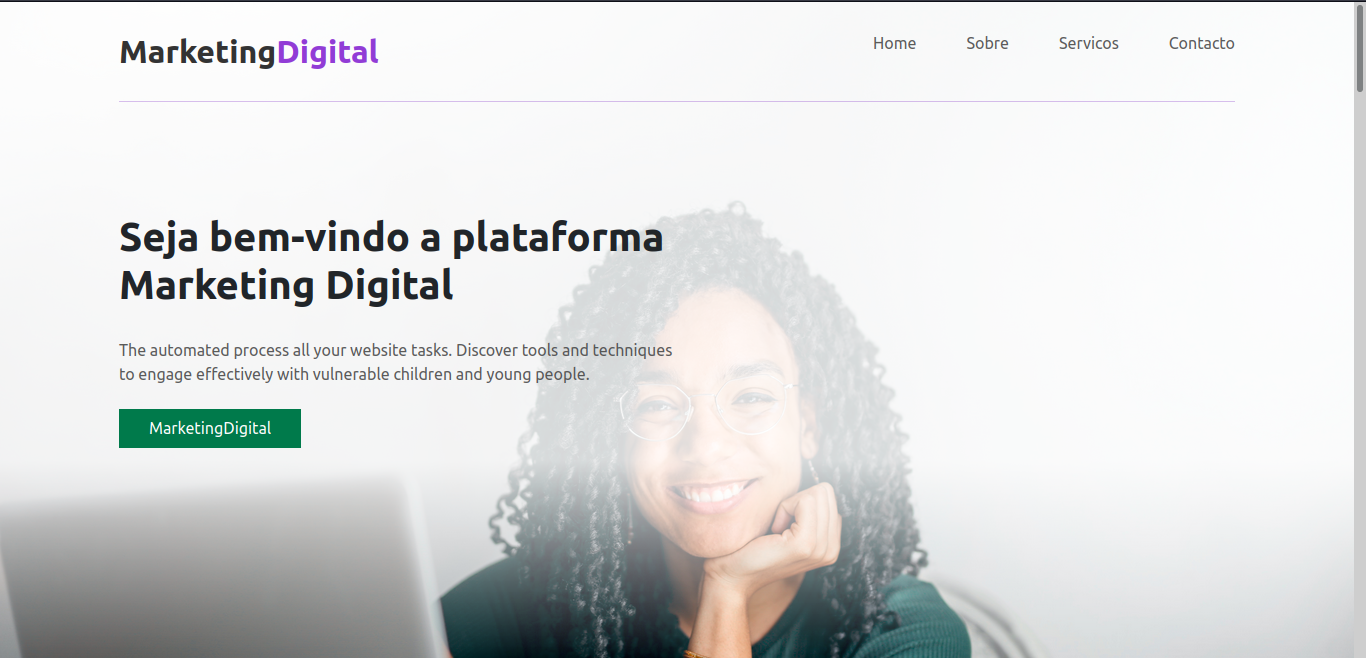 MarketingDigital
Home Sobre Servicos Contacto
Seja bem-vindo a plataforma
Marketing Digital
The automated process all your website tasks. Discover tools and techniques
to engage effectively with vulnerable children and young people.
MarketingDigital